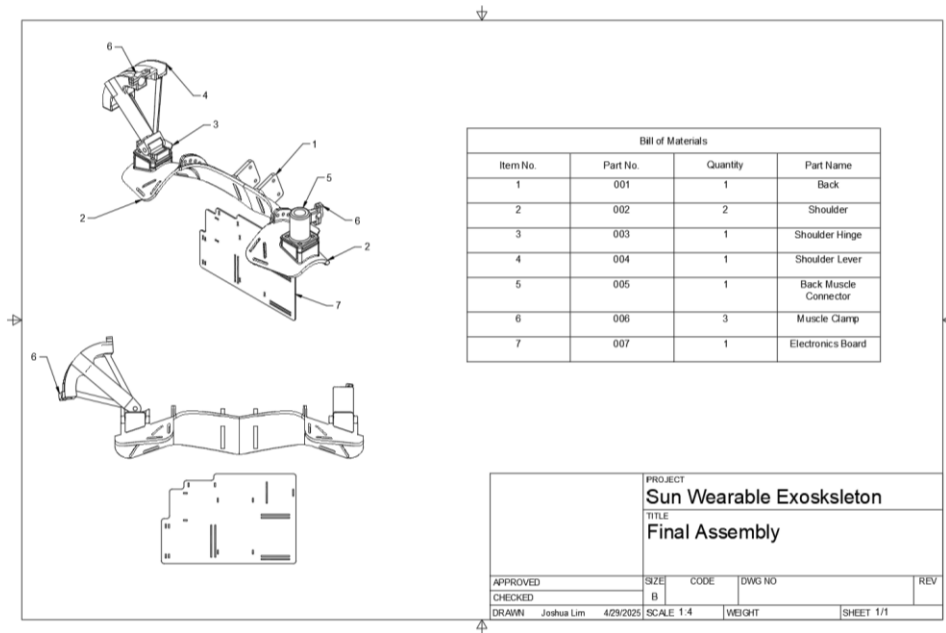 6
4
3
1
5
6
2
2
7
6
Bill of Materials
Item No. Part No. Quantity Part Name
1 001 1 Back
2 002 2 Shoulder
3 003 1 Shoulder Hinge
4 004 1 Shoulder Lever
5 005 1 Back Muscle
Connector
6 006 3 Muscle Clamp
7 007 1 Electronics Board
PROJECT
Sun Wearable Exosksleton
TITLE
Final Assembly
APPROVED SIZE CODE DWG NO REV
CHECKED B
DRAWN Joshua Lim 4/29/2025 SCALE 1:4 WEIGHT SHEET 1/1